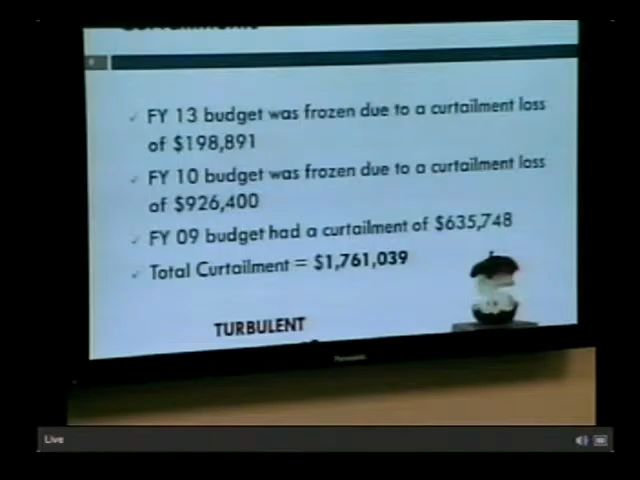 FY 13 budget was frozen due to a curtailment loss
of $198,891
FY 10 budget was frozen due to a curtailment loss
of $926,400
FY 09 budget had a curtailment of $635,748
Total Curtailment = $1,761,039
TURBULENT
Panasonic
Live